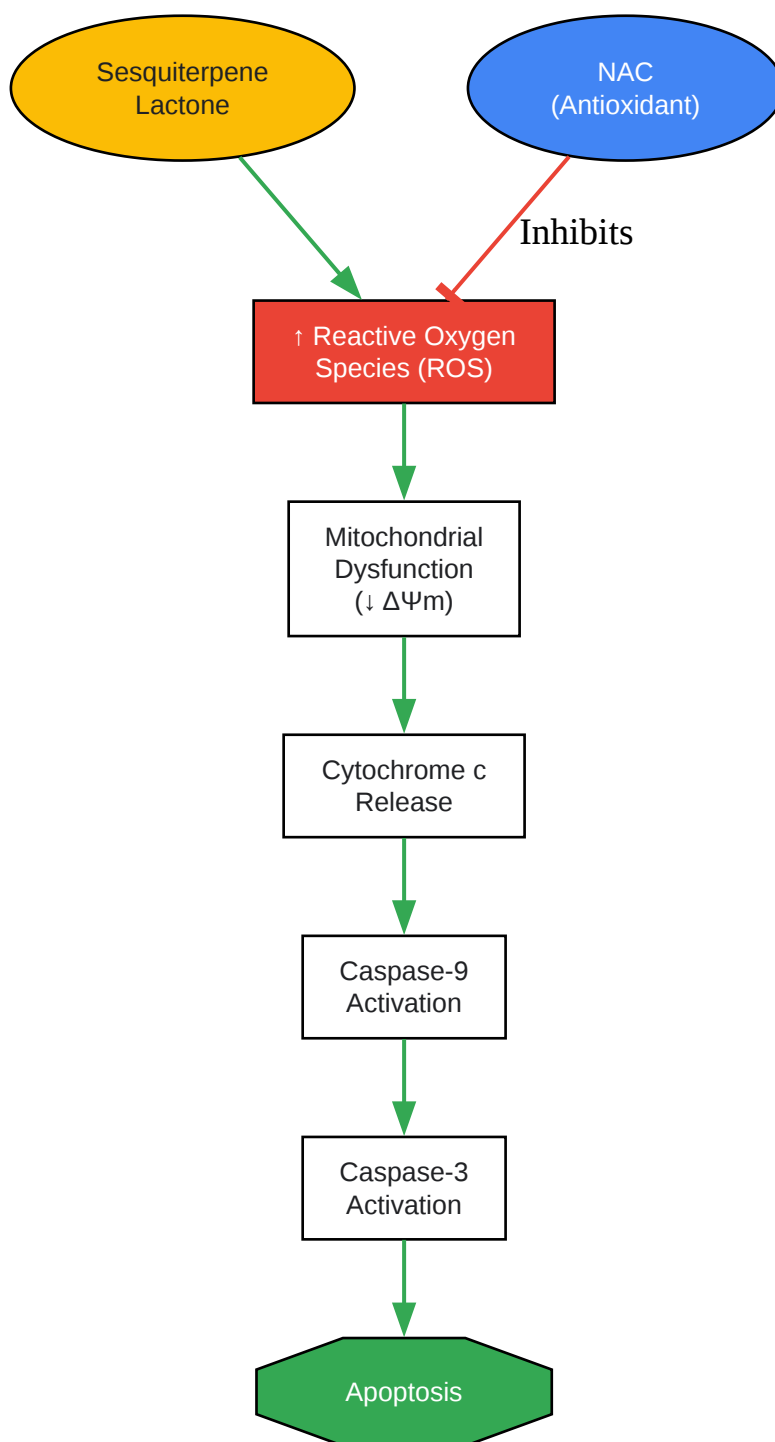 Sesquiterpene
Lactone
NAC
(Antioxidant)
Inhibits
↑ Reactive Oxygen
Species (ROS)
Mitochondrial
Dysfunction
(↓ ΔΨm)
Cytochrome c
Release
Caspase-9
Activation
Caspase-3
Activation
Apoptosis